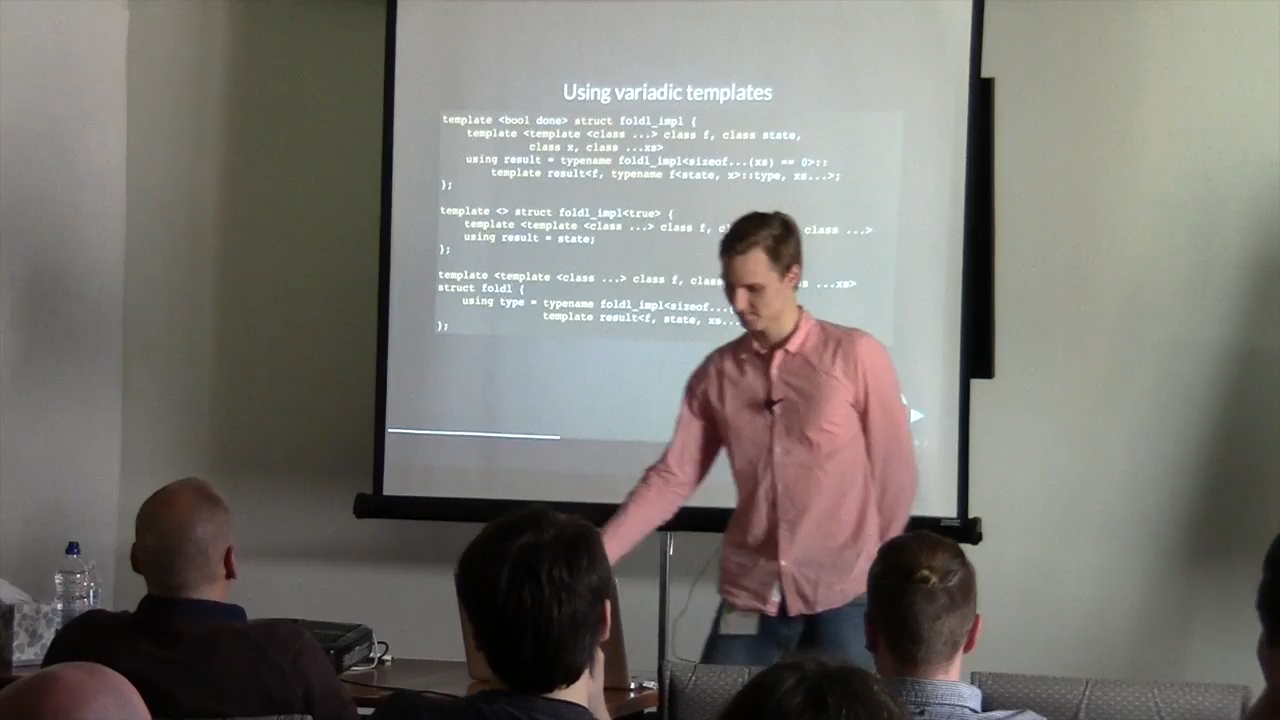 Using variadic templates
template <bool done> struct foldl_impl {
template <template <class ...> class f, class state,
class x, class ...xs>
using result = typename foldl_impl<sizeof...(xs) == 0>::
template result<f, typename f<state, x>::type, xs...>;
};
template <> struct foldl_impl<true> {
template <template <class ...> class f, class ...>
using result = state;
};
template <template <class ...> class f, ...xs>
struct foldl {
using type = typename foldl_impl<sizeof...
template result<f, state, xs...
};